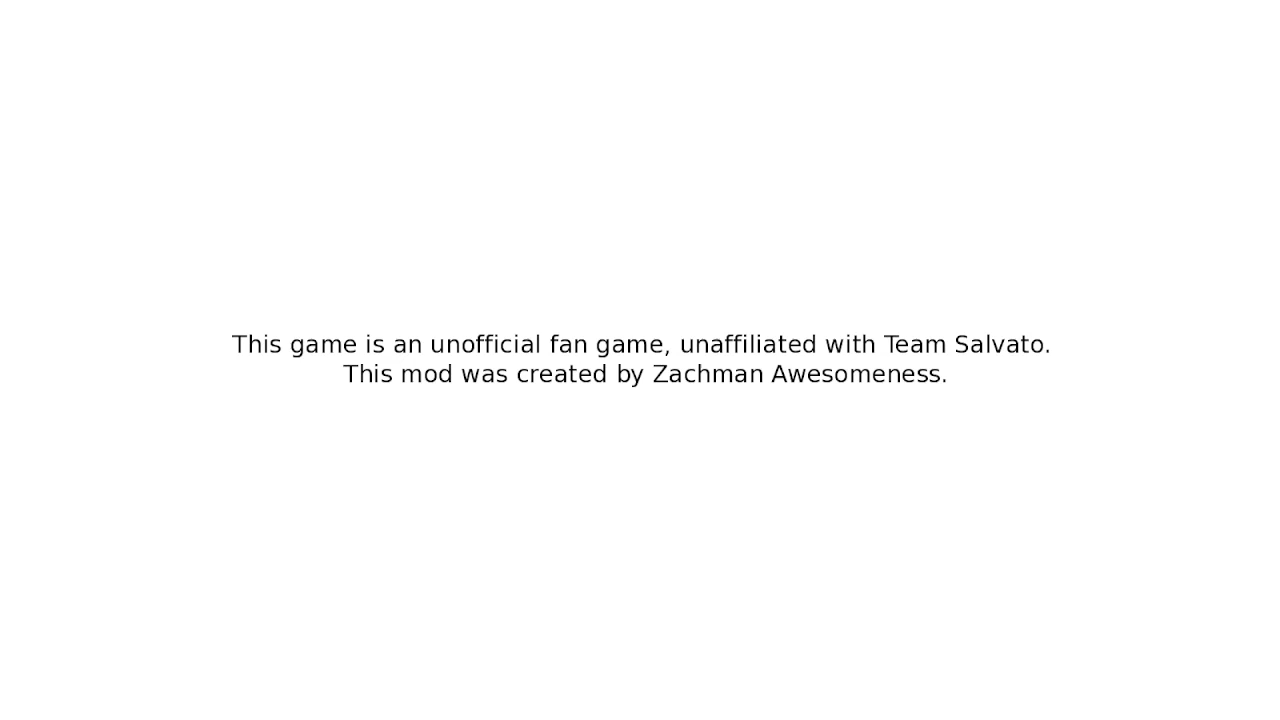 This game is an unofficial fan game, unaffiliated with Team Salvato.
This mod was created by Zachman Awesomeness.